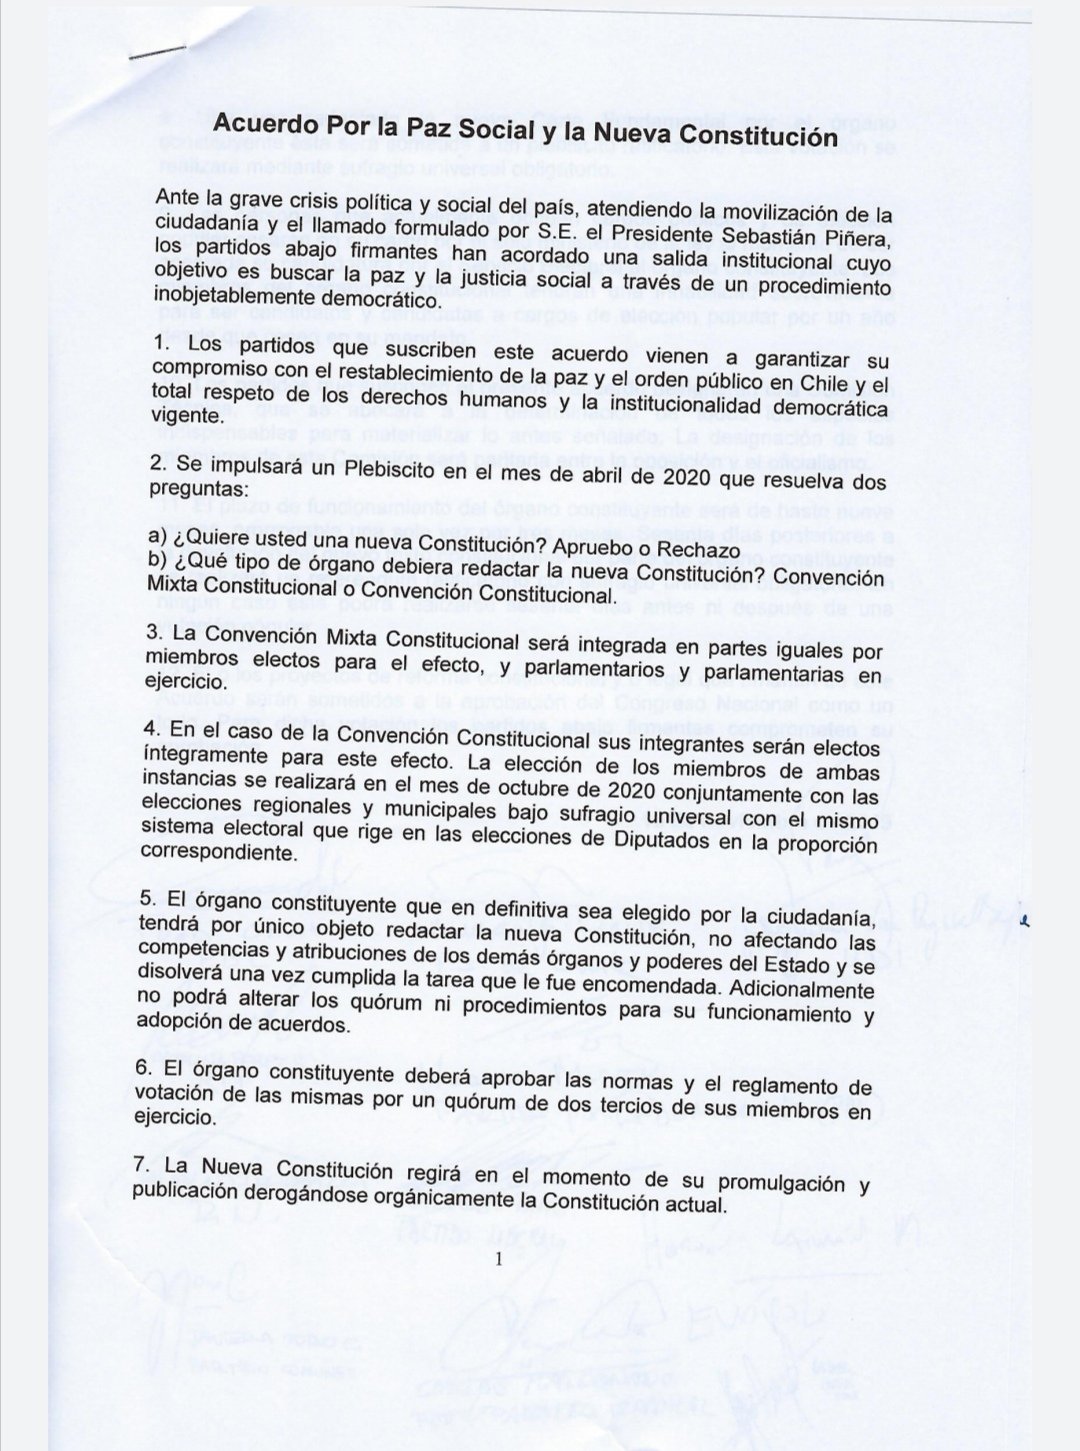 Acuerdo Por la Paz Social y la Nueva Constitución
Ante la grave crisis política y social del país, atendiendo la movilización de la
ciudadanía y el llamado formulado por S.E. el Presidente Sebastián Piñera,
los partidos abajo firmantes han acordado una salida institucional cuyo
objetivo es buscar la paz y la justicia social a través de un procedimiento
inobjetablemente democrático.
1. Los partidos que suscriben este acuerdo vienen a garantizar su
compromiso con el restablecimiento de la paz y el orden público en Chile y el
total respeto de los derechos humanos y la institucionalidad democrática
vigente.
2. Se impulsará un Plebiscito en el mes de abril de 2020 que resuelva dos
preguntas:
a) ¿Quiere usted una nueva Constitución? Apruebo o Rechazo
b) ¿Qué tipo de órgano debiera redactar la nueva Constitución? Convención
Mixta Constitucional o Convención Constitucional.
3. La Convención Mixta Constitucional será integrada en partes iguales por
miembros electos para el efecto, y parlamentarios y parlamentarias en
ejercicio.
4. En el caso de la Convención Constitucional sus integrantes serán electos
íntegramente para este efecto. La elección de los miembros de ambas
instancias se realizará en el mes de octubre de 2020 conjuntamente con las
elecciones regionales y municipales bajo sufragio universal con el mismo
sistema electoral que rige en las elecciones de Diputados en la proporción
correspondiente.
5. El órgano constituyente que en definitiva sea elegido por la ciudadanía,
tendrá por único objeto redactar la nueva Constitución, no afectando las
competencias y atribuciones de los demás órganos y poderes del Estado y se
disolverá una vez cumplida la tarea que le fue encomendada. Adicionalmente
no podrá alterar los quórum ni procedimientos para su funcionamiento y
adopción de acuerdos.
6. El órgano constituyente deberá aprobar las normas y el reglamento de
votación de las mismas por un quórum de dos tercios de sus miembros en
ejercicio.
7. La Nueva Constitución regirá en el momento de su promulgación y
publicación derogándose orgánicamente la Constitución actual.
1